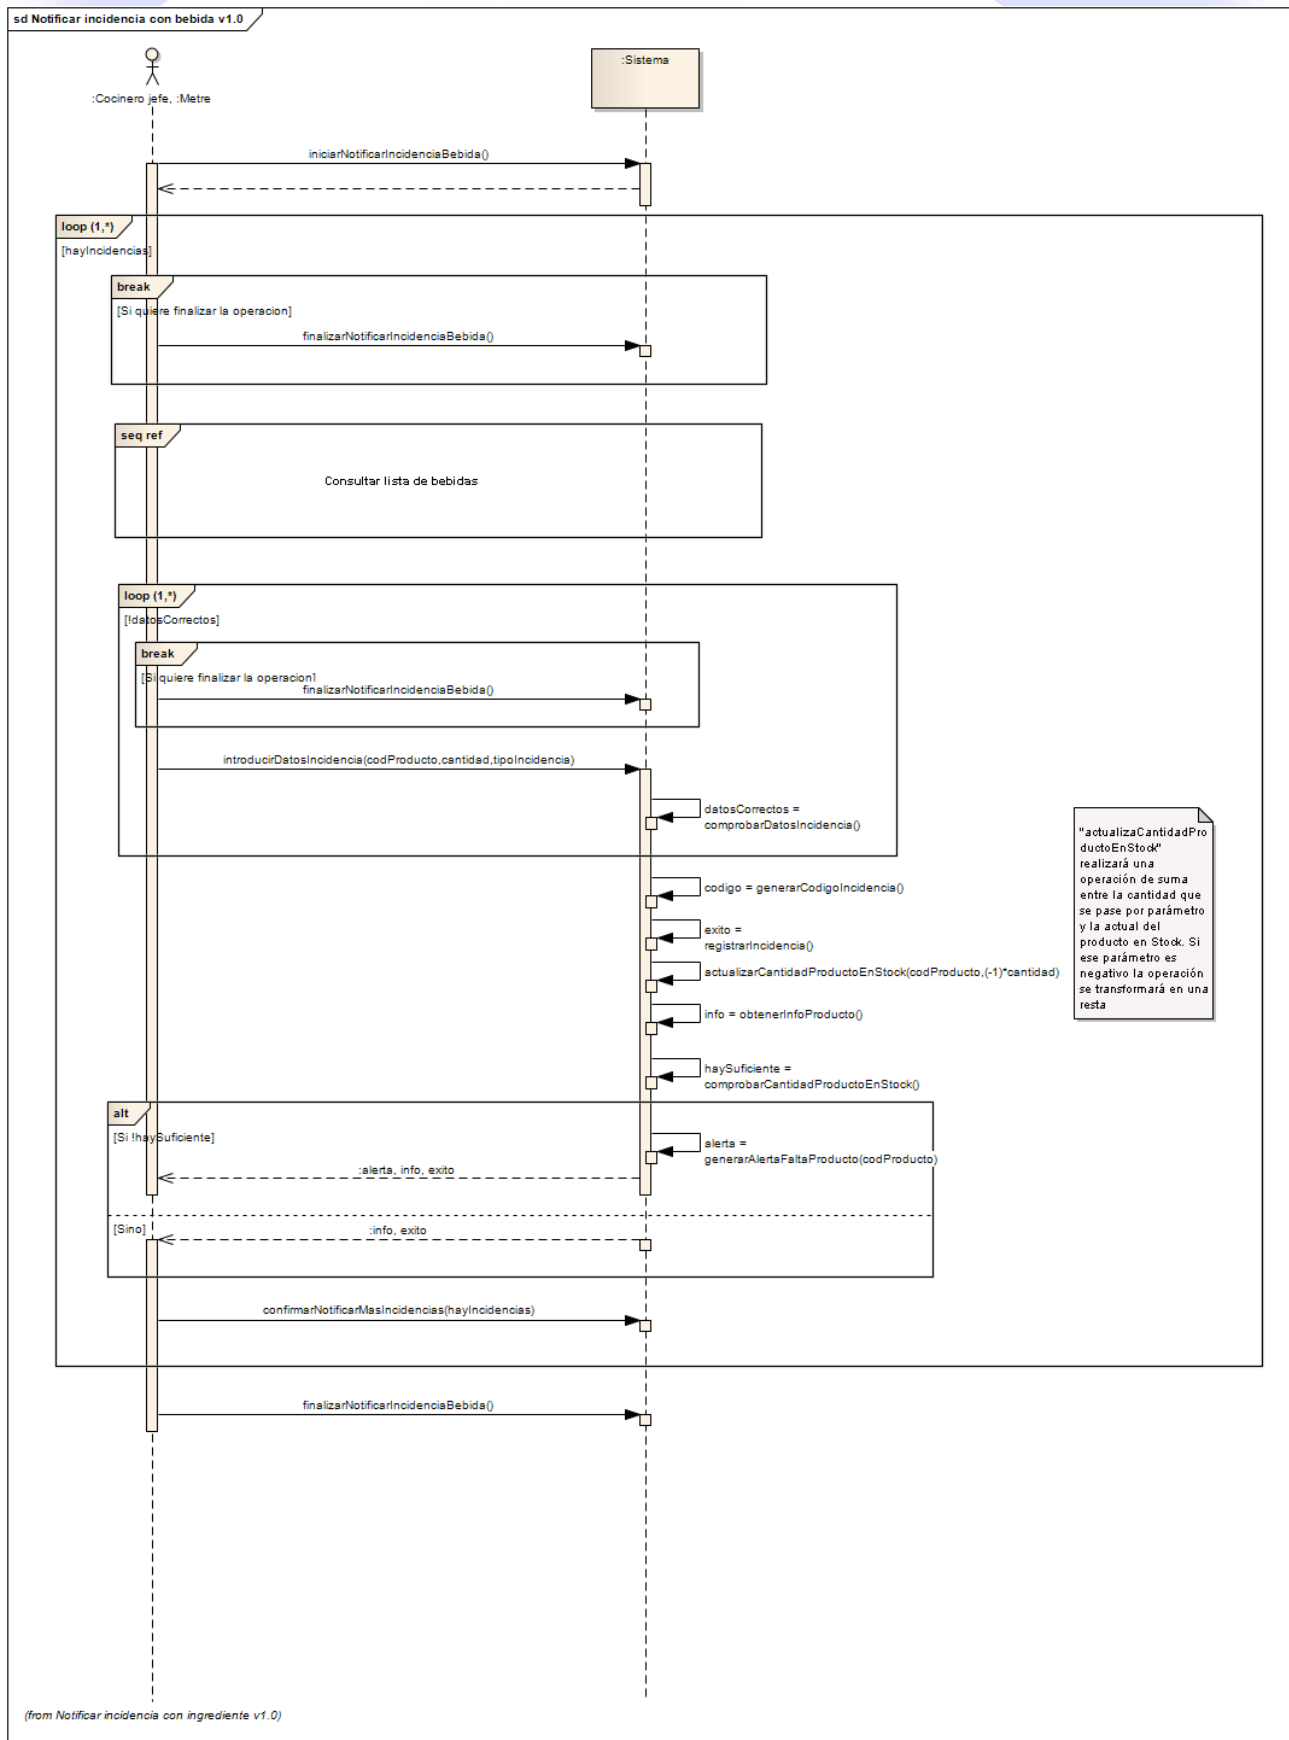 sd Notificar incidencia con bebida v1.0
:Cocinero jefe, :Metre
:Sistema
iniciarNotificarIncidenciaBebida()
loop (1,*)
[hayIncidencias]
break
[Si quiere finalizar la operacion]
finalizarNotificarIncidenciaBebida()
seq ref
Consultar lista de bebidas
loop (1,*)
[!datosCorrectos]
break
[Si quiere finalizar la operacion]
finalizarNotificarIncidenciaBebida()
introducirDatosIncidencia(codProducto,cantidad,tipoIncidencia)
datosCorrectos =
comprobarDatosIncidencia()
"actualizaCantidadPro
ductoEnStock"
realizará una
operación de suma
entre la cantidad que
se pase por parámetro
y la actual del
producto en Stock. Si
ese parámetro es
negativo la operación
se transformará en una
resta
codigo = generarCodigoIncidencia()
exito =
registrarIncidencia()
actualizarCantidadProductoEnStock(codProducto,(-1)*cantidad)
info = obtenerInfoProducto()
haySuficiente =
comprobarCantidadProductoEnStock()
alt
[Si !haySuficiente]
alerta =
generarAlertaFaltaProducto(codProducto)
:alerta, info, exito
[Sino]
:info, exito
confirmarNotificarMasIncidencias(hayIncidencias)
finalizarNotificarIncidenciaBebida()
(from Notificar incidencia con ingrediente v1.0)